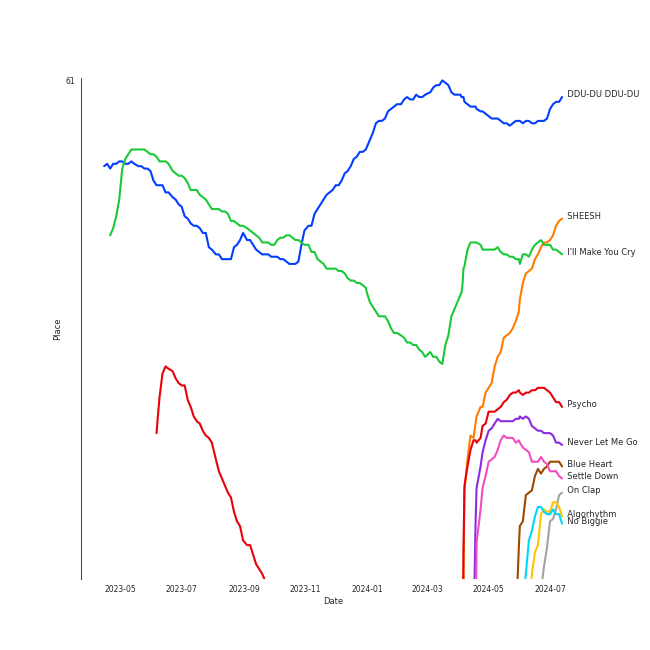 61
DDU-DU DDU-DU
SHEESH
I'll Make You Cry
Place
Psycho
Never Let Me Go
Blue Heart
Settle Down
On Clap
Algorhythm
No Biggie
2023-05 2023-07 2023-09 2023-11 2024-01 2024-03 2024-05 2024-07
Date